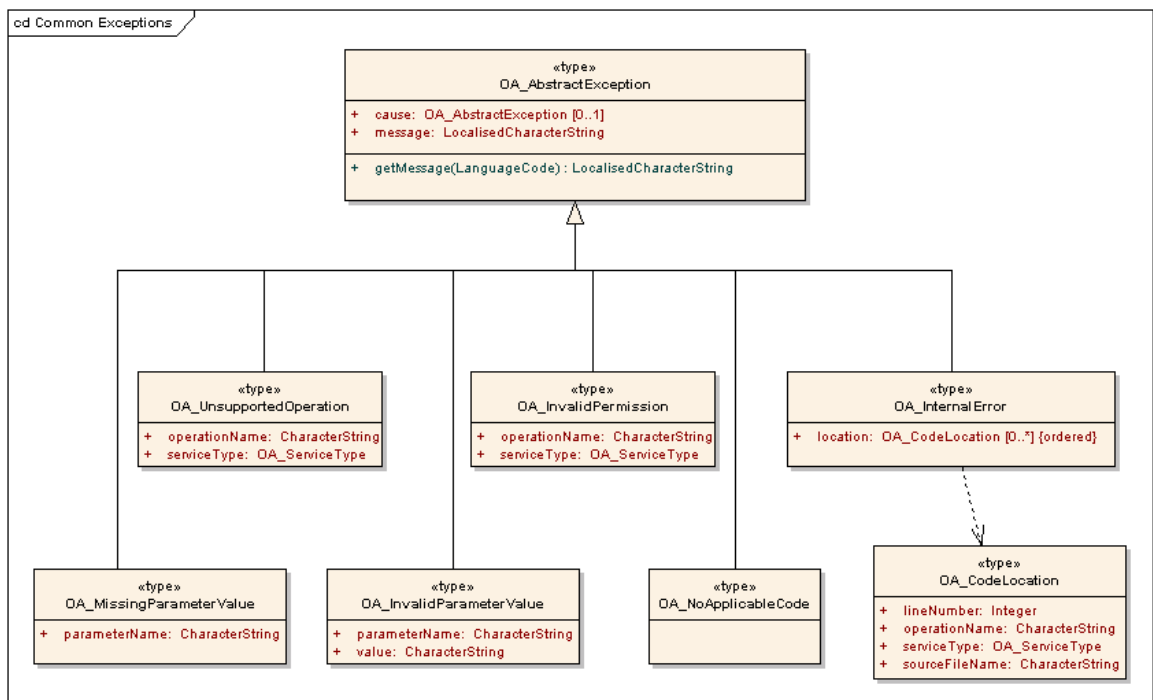 cd Common Exceptions
«type»
OA_AbstractException
+ cause: OA_AbstractException [0..1]
+ message: LocalisedCharacterString
+ getMessage(LanguageCode) : LocalisedCharacterString
«type»
OA_UnsupportedOperation
+ operationName: CharacterString
+ serviceType: OA_ServiceType
«type»
OA_InvalidPermission
+ operationName: CharacterString
+ serviceType: OA_ServiceType
«type»
OA_InternalError
+ location: OA_CodeLocation [0..*] {ordered}
«type»
OA_MissingParameterValue
+ parameterName: CharacterString
«type»
OA_InvalidParameterValue
+ parameterName: CharacterString
+ value: CharacterString
«type»
OA_NoApplicableCode
«type»
OA_CodeLocation
+ lineNumber: Integer
+ operationName: CharacterString
+ serviceType: OA_ServiceType
+ sourceFileName: CharacterString